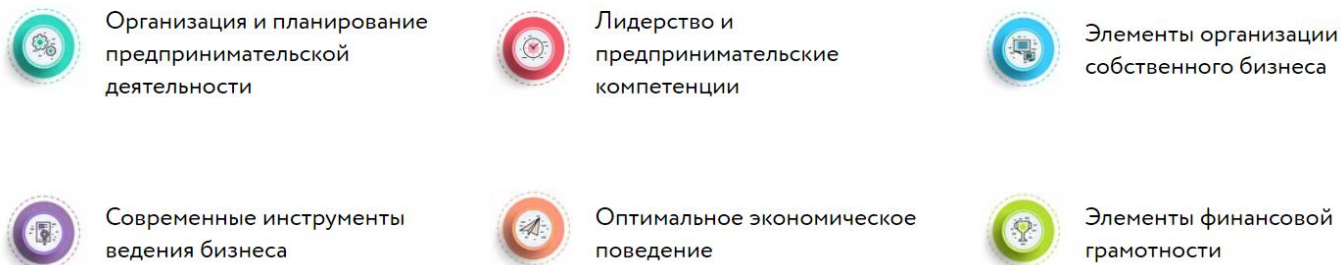 Организация и планирование
предпринимательской
деятельности
Лидерство и
предпринимательские
компетенции
Элементы организации
собственного бизнеса
Современные инструменты
ведения бизнеса
Оптимальное экономическое
поведение
Элементы финансовой
грамотности